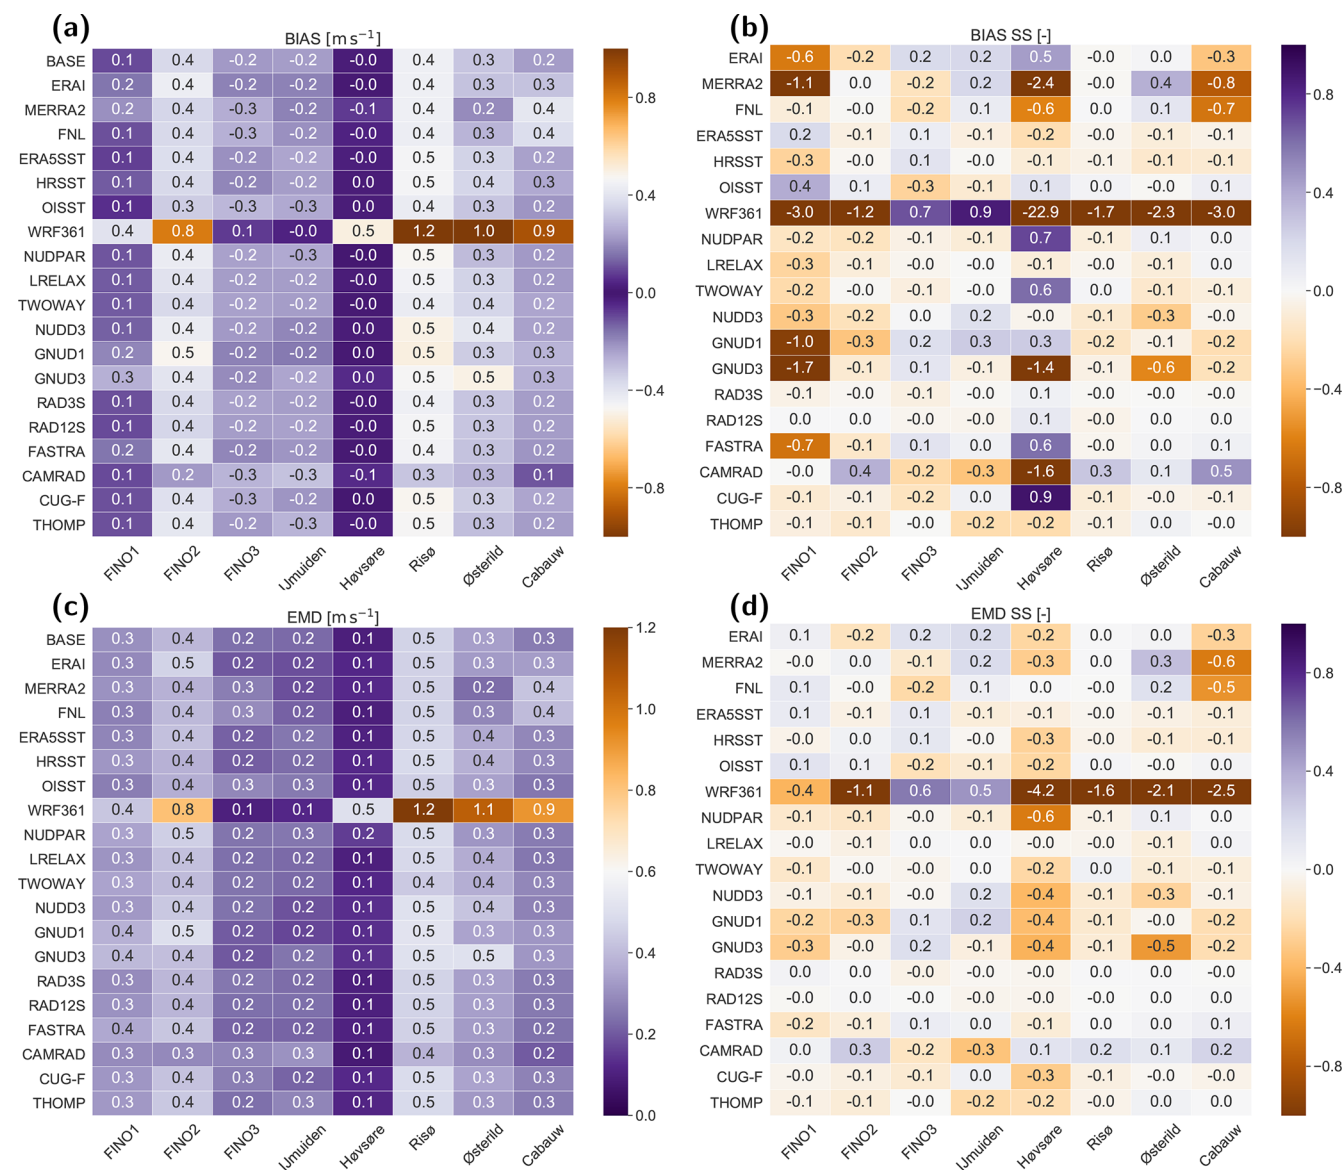 (a)
BIAS [m s⁻¹]
BASE 0.1 0.4 -0.2 -0.2 -0.0 0.4 0.3 0.2
ERAI 0.2 0.4 -0.2 -0.2 -0.0 0.4 0.3 0.3
MERRA2 0.2 0.4 -0.3 -0.2 -0.1 0.4 0.2 0.4
FNL 0.1 0.4 -0.3 -0.2 -0.0 0.4 0.3 0.4
ERA5SST 0.1 0.4 -0.2 -0.2 -0.0 0.5 0.3 0.2
HRSST 0.1 0.4 -0.2 -0.2 0.0 0.5 0.4 0.3
OISST 0.1 0.3 -0.3 -0.3 0.0 0.4 0.3 0.2
WRF361 0.4 0.8 0.1 -0.0 0.5 1.2 1.0 0.9
NUDPAR 0.1 0.4 -0.2 -0.3 -0.0 0.5 0.3 0.2
LRELAX 0.1 0.4 -0.2 -0.2 -0.0 0.5 0.3 0.2
TWOWAY 0.1 0.4 -0.2 -0.2 -0.0 0.4 0.4 0.2
NUDD3 0.1 0.4 -0.2 -0.2 0.0 0.5 0.4 0.2
GNUD1 0.2 0.5 -0.2 -0.2 0.0 0.5 0.3 0.3
GNUD3 0.3 0.4 -0.2 -0.2 0.0 0.5 0.5 0.3
RAD3S 0.1 0.4 -0.2 -0.2 -0.0 0.4 0.3 0.2
RAD12S 0.1 0.4 -0.2 -0.2 -0.0 0.5 0.3 0.2
FASTRA 0.2 0.4 -0.2 -0.2 -0.0 0.4 0.3 0.2
CAMRAD 0.1 0.2 -0.3 -0.3 -0.1 0.3 0.3 0.1
CUG-F 0.1 0.4 -0.3 -0.2 0.0 0.5 0.3 0.2
THOMP 0.1 0.4 -0.2 -0.3 -0.0 0.5 0.3 0.2
FINO1 FINO2 FINO3 IJmuiden Høvsøre Risø Østerild Cabauw
0.8
0.4
0.0
−0.4
−0.8
(b)
BIAS SS [-]
ERAI -0.6 -0.2 0.2 0.2 0.5 -0.0 0.0 -0.3
MERRA2 -1.1 0.0 -0.2 0.2 -2.4 -0.0 0.4 -0.8
FNL -0.1 -0.0 -0.2 0.1 -0.6 0.0 0.1 -0.7
ERA5SST 0.2 -0.1 0.1 -0.1 -0.2 -0.0 -0.1 -0.1
HRSST -0.3 -0.0 0.1 -0.0 -0.1 -0.1 -0.1 -0.1
OISST 0.4 0.1 -0.3 -0.1 0.1 0.0 -0.0 0.1
WRF361 -3.0 -1.2 0.7 0.9 -22.9 -1.7 -2.3 -3.0
NUDPAR -0.2 -0.2 -0.1 -0.1 0.7 -0.1 0.1 0.0
LRELAX -0.3 -0.1 -0.0 -0.0 -0.1 -0.0 -0.1 0.0
TWOWAY -0.2 -0.0 -0.1 -0.0 0.6 0.0 -0.1 -0.1
NUDD3 -0.3 -0.2 0.0 0.2 -0.0 -0.1 -0.3 -0.0
GNUD1 -1.0 -0.3 0.2 0.3 0.3 -0.2 -0.1 -0.2
GNUD3 -1.7 -0.1 0.1 -0.1 -1.4 -0.1 -0.6 -0.2
RAD3S -0.1 -0.0 -0.0 -0.0 0.1 -0.0 0.0 -0.0
RAD12S 0.0 0.0 -0.0 -0.0 0.1 -0.0 0.0 0.0
FASTRA -0.7 -0.1 0.1 0.0 0.6 -0.0 0.0 0.1
CAMRAD -0.0 0.4 -0.2 -0.3 -1.6 0.3 0.1 0.5
CUG-F -0.1 -0.1 -0.2 0.0 0.9 -0.1 -0.0 -0.1
THOMP -0.1 -0.1 -0.0 -0.2 -0.2 -0.1 0.0 -0.0
FINO1 FINO2 FINO3 IJmuiden Høvsøre Risø Østerild Cabauw
0.8
0.4
0.0
−0.4
−0.8
(c)
EMD [m s⁻¹]
BASE 0.3 0.4 0.2 0.2 0.1 0.5 0.3 0.3
ERAI 0.3 0.5 0.2 0.2 0.1 0.5 0.3 0.3
MERRA2 0.3 0.4 0.3 0.2 0.1 0.5 0.2 0.4
FNL 0.3 0.4 0.3 0.2 0.1 0.5 0.3 0.4
ERA5SST 0.3 0.4 0.2 0.2 0.1 0.5 0.4 0.3
HRSST 0.3 0.4 0.2 0.2 0.1 0.5 0.4 0.3
OISST 0.3 0.4 0.3 0.3 0.1 0.5 0.3 0.3
WRF361 0.4 0.8 0.1 0.1 0.5 1.2 1.1 0.9
NUDPAR 0.3 0.5 0.2 0.3 0.2 0.5 0.3 0.3
LRELAX 0.3 0.4 0.2 0.2 0.1 0.5 0.4 0.3
TWOWAY 0.3 0.4 0.2 0.2 0.1 0.4 0.4 0.3
NUDD3 0.3 0.4 0.2 0.2 0.1 0.5 0.4 0.3
GNUD1 0.4 0.5 0.2 0.2 0.1 0.5 0.3 0.3
GNUD3 0.4 0.4 0.2 0.2 0.1 0.5 0.5 0.3
RAD3S 0.3 0.4 0.2 0.2 0.1 0.5 0.3 0.3
RAD12S 0.3 0.4 0.2 0.2 0.1 0.5 0.3 0.3
FASTRA 0.4 0.4 0.2 0.2 0.1 0.5 0.3 0.2
CAMRAD 0.3 0.3 0.3 0.3 0.1 0.4 0.3 0.2
CUG-F 0.3 0.4 0.3 0.2 0.1 0.5 0.3 0.3
THOMP 0.3 0.4 0.2 0.3 0.1 0.5 0.3 0.3
FINO1 FINO2 FINO3 IJmuiden Høvsøre Risø Østerild Cabauw
1.2
1.0
0.8
0.6
0.4
0.2
0.0
(d)
EMD SS [-]
ERAI 0.1 -0.2 0.2 0.2 -0.2 0.0 0.0 -0.3
MERRA2 -0.0 0.0 -0.1 0.2 -0.3 0.0 0.3 -0.6
FNL 0.1 -0.0 -0.2 0.1 0.0 -0.0 0.2 -0.5
ERA5SST 0.1 -0.1 0.1 -0.1 -0.1 -0.0 -0.1 -0.1
HRSST -0.0 0.0 0.1 -0.0 -0.3 -0.0 -0.1 -0.1
OISST 0.1 0.1 -0.2 -0.1 -0.2 0.0 -0.0 0.0
WRF361 -0.4 -1.1 0.6 0.5 -4.2 -1.6 -2.1 -2.5
NUDPAR -0.1 -0.1 -0.0 -0.1 -0.6 -0.1 0.1 0.0
LRELAX -0.0 -0.1 0.0 0.0 -0.0 -0.0 -0.1 0.0
TWOWAY -0.1 -0.0 -0.0 -0.0 -0.2 0.0 -0.1 -0.1
NUDD3 -0.1 -0.1 -0.0 0.2 -0.4 -0.1 -0.3 -0.1
GNUD1 -0.2 -0.3 0.1 0.2 -0.4 -0.1 -0.0 -0.2
GNUD3 -0.3 -0.0 0.2 -0.1 -0.4 -0.1 -0.5 -0.2
RAD3S 0.0 0.0 -0.0 -0.0 0.0 0.0 0.0 0.0
RAD12S -0.0 0.0 -0.0 -0.0 -0.0 -0.0 0.0 0.0
FASTRA -0.2 -0.1 0.1 0.0 -0.1 0.0 0.0 0.1
CAMRAD 0.0 0.3 -0.2 -0.3 0.1 0.2 0.1 0.2
CUG-F -0.0 -0.1 -0.1 0.0 -0.3 -0.1 -0.0 -0.0
THOMP -0.1 -0.1 -0.0 -0.2 -0.2 -0.0 0.0 0.0
FINO1 FINO2 FINO3 IJmuiden Høvsøre Risø Østerild Cabauw
0.8
0.4
0.0
−0.4
−0.8